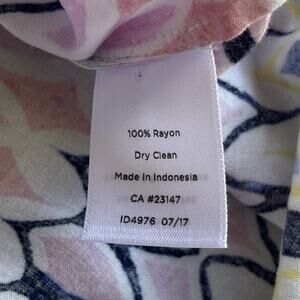 100% Rayon
Dry Clean
Made In Indonesia
CA #23147
ID4976 07/17